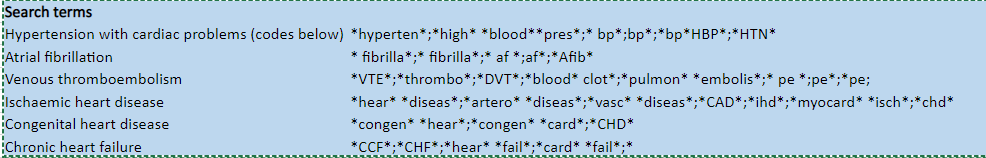 Search terms
Hypertension with cardiac problems (codes below) *hyperten*;*high* *blood**pres*;* bp*;bp*;*bp*HBP*;*HTN*
Atrial fibrillation * fibrilla*;* fibrilla*;* af *;af*;*Afib*
Venous thromboembolism *VTE*;*thrombo*;*DVT*;*blood* clot*;*pulmon* *embolis*;* pe *;pe*;*pe;
Ischaemic heart disease *hear* *diseas*;*artero* *diseas*;*vasc* *diseas*;*CAD*;*ihd*;*myocard* *isch*;*chd*
Congenital heart disease *congen* *hear*;*congen* *card*;*CHD*
Chronic heart failure *CCF*;*CHF*;*hear* *fail*;*card* *fail*;*